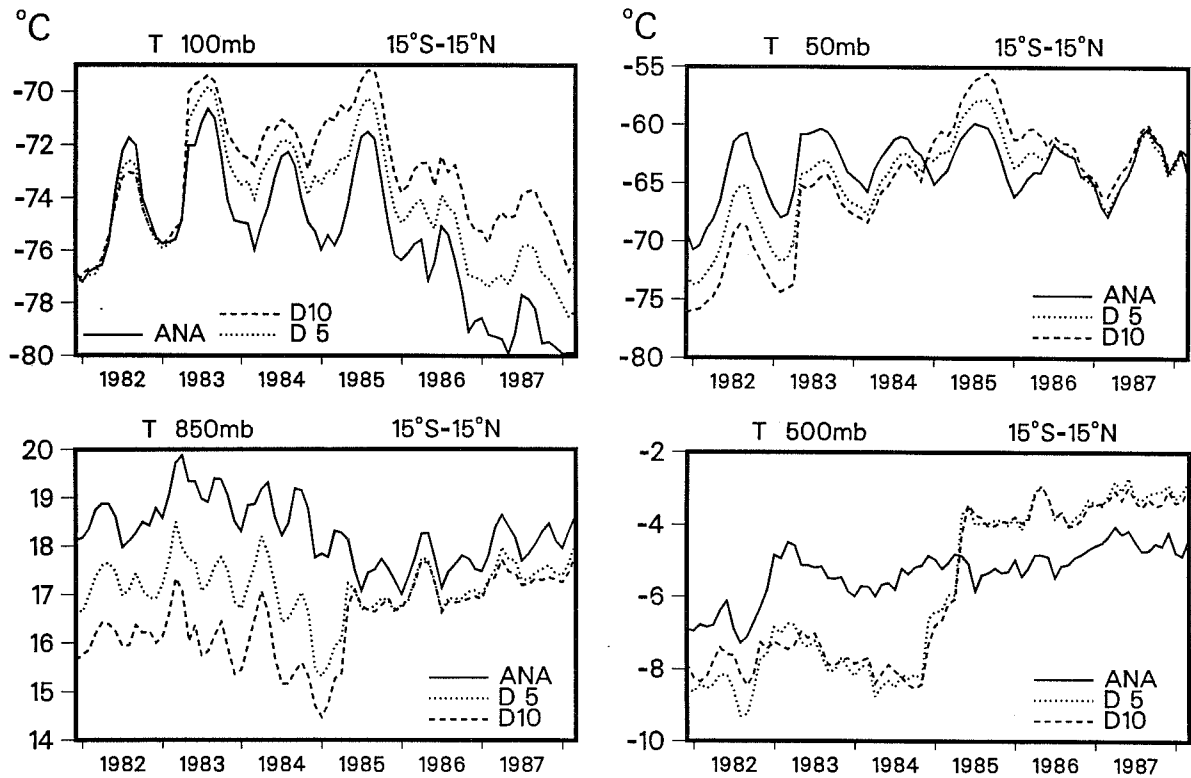 °C
T 100mb 15°S-15°N
-70
-72
-74
-76
-78
-80
D10
ANA D 5
1982 1983 1984 1985 1986 1987
°C
T 50mb 15°S-15°N
-55
-60
-65
-70
-75
-80
ANA
D 5
D10
1982 1983 1984 1985 1986 1987
T 850mb 15°S-15°N
20
19
18
17
16
15
14
ANA
D 5
D10
1982 1983 1984 1985 1986 1987
T 500mb 15°S-15°N
-2
-4
-6
-8
-10
ANA
D 5
D10
1982 1983 1984 1985 1986 1987